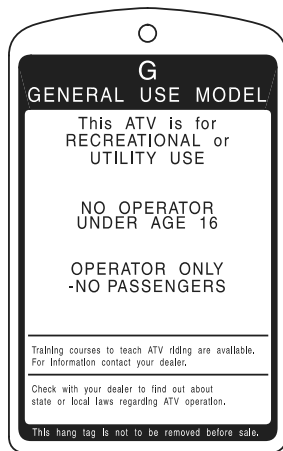 G
GENERAL USE MODEL
This ATV is for
RECREATIONAL or
UTILITY USE
NO OPERATOR
UNDER AGE 16
OPERATOR ONLY
-NO PASSENGERS
Training courses to teach ATV riding are available.
For information contact your dealer.
Check with your dealer to find out about
state or local laws regarding ATV operation.
This hang tag is not to be removed before sale.